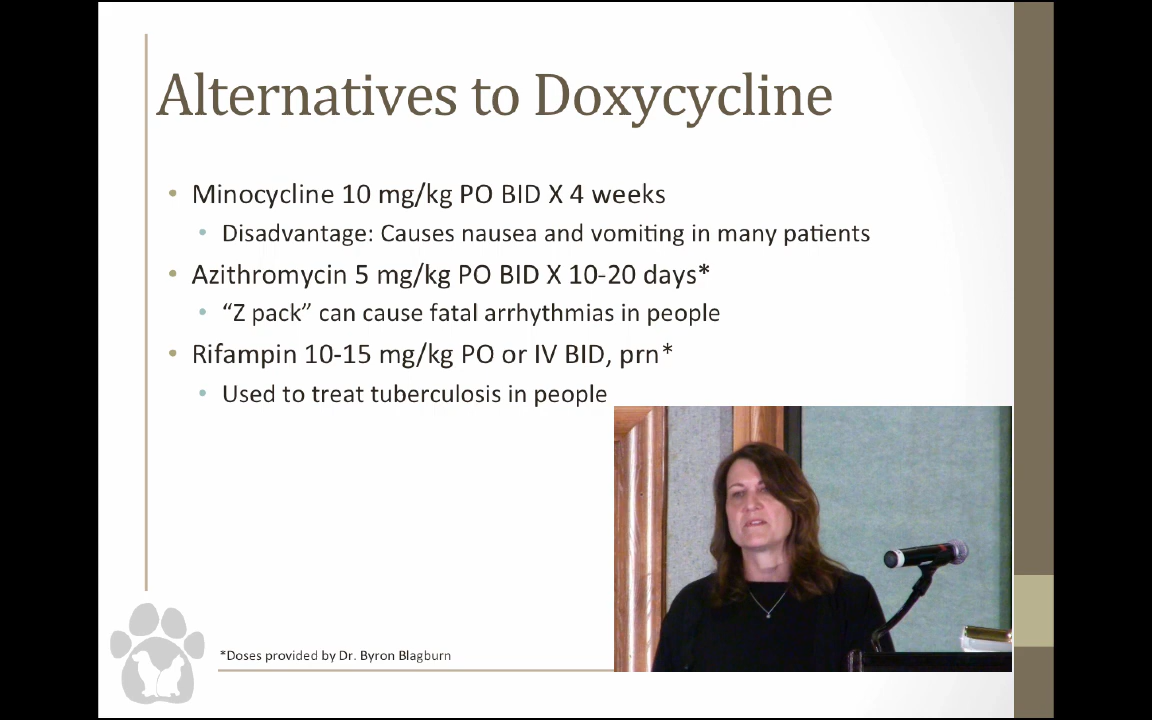 Alternatives to Doxycycline
• Minocycline 10 mg/kg PO BID X 4 weeks
• Disadvantage: Causes nausea and vomiting in many patients
• Azithromycin 5 mg/kg PO BID X 10-20 days*
• “Z pack” can cause fatal arrhythmias in people
• Rifampin 10-15 mg/kg PO or IV BID, prn*
• Used to treat tuberculosis in people
*Doses provided by Dr. Byron Blagburn